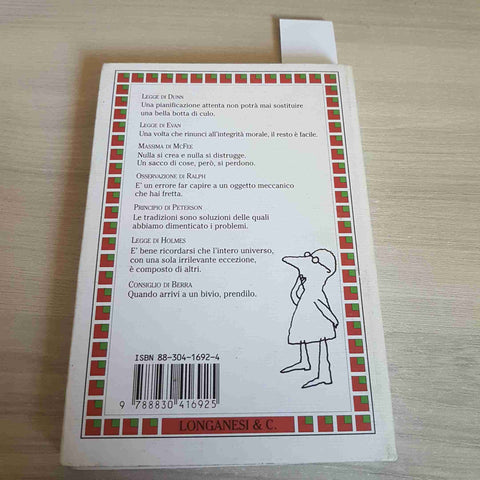 LEGGE DI DUNN
Una pianificazione attenta non potrà mai sostituire
una bella botta di culo.
LEGGE DI EVAN
Una volta che rinunci all'integrità morale, il resto è facile.
MASSIMA DI MCFEE
Nulla si crea e nulla si distrugge.
Un sacco di cose, però, si perdono.
OSSERVAZIONE DI RALPH
E' un errore far capire a un oggetto meccanico
che hai fretta.
PRINCIPIO DI PETERSON
Le tradizioni sono soluzioni delle quali
abbiamo dimenticato i problemi.
LEGGE DI HOLMES
E' bene ricordarsi che l'intero universo,
con una sola irrilevante eccezione,
è composto di altri.
CONSIGLIO DI BERRA
Quando arrivi a un bivio, prendilo.
ISBN 88-304-1692-4
9 788830 416925
LONGANESI & C.